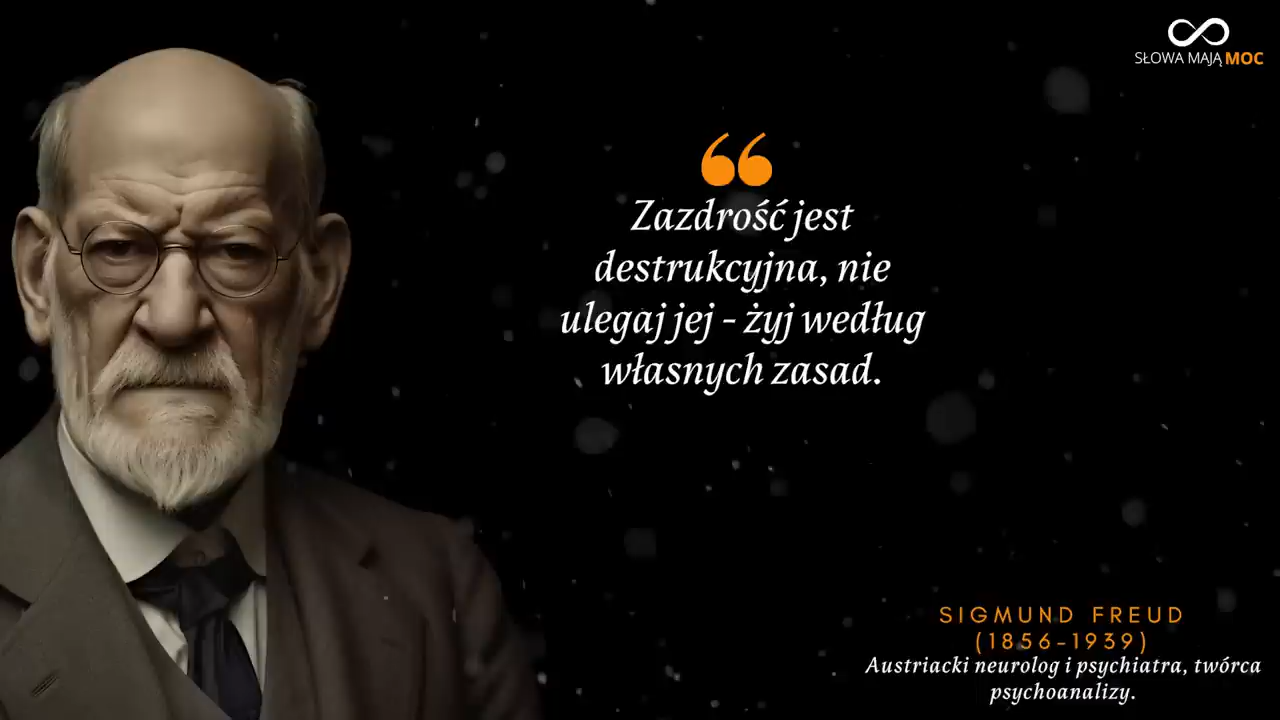 SŁOWA MAJĄ MOC
Zazdrość jest
destrukcyjna, nie
ulegaj jej - żyj według
własnych zasad.
SIGMUND FREUD
(1856-1939)
Austriacki neurolog i psychiatra, twórca
psychoanalizy.